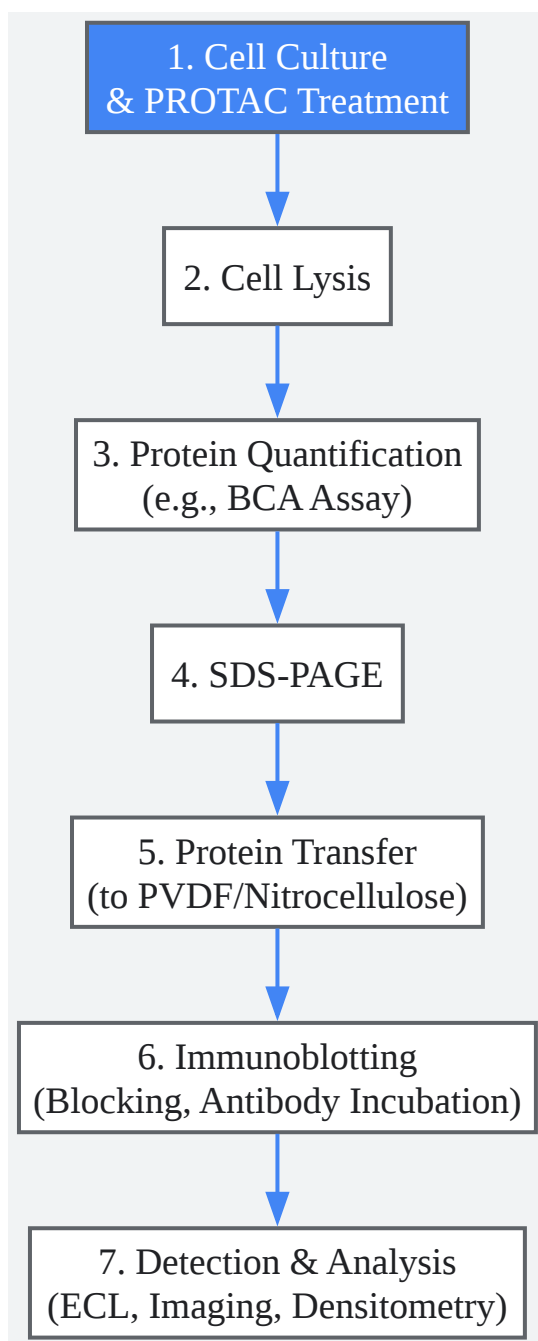 1. Cell Culture
& PROTAC Treatment
2. Cell Lysis
3. Protein Quantification
(e.g., BCA Assay)
4. SDS-PAGE
5. Protein Transfer
(to PVDF/Nitrocellulose)
6. Immunoblotting
(Blocking, Antibody Incubation)
7. Detection & Analysis
(ECL, Imaging, Densitometry)